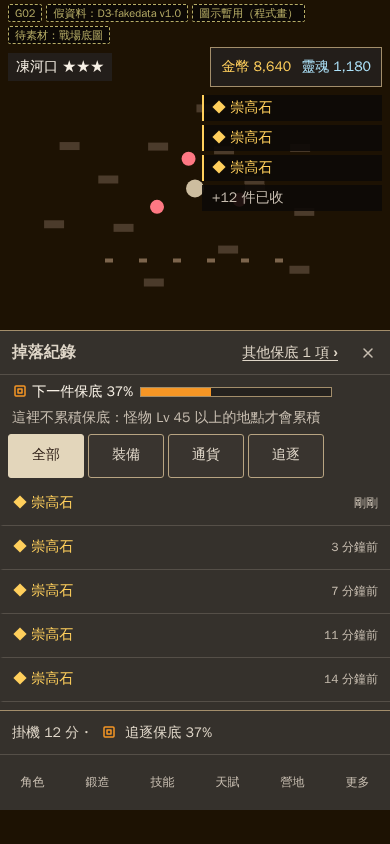 G02 假資料：D3-fakedata v1.0 圖示暫用（程式畫）
待素材：戰場底圖
凍河口 ★★★
金幣 8,640 靈魂 1,180
◆ 崇高石
◆ 崇高石
◆ 崇高石
+12 件已收
掉落紀錄 其他保底 1 項 › ×
下一件保底 37%
這裡不累積保底：怪物 Lv 45 以上的地點才會累積
全部 裝備 通貨 追逐
◆ 崇高石 剛剛
◆ 崇高石 3 分鐘前
◆ 崇高石 7 分鐘前
◆ 崇高石 11 分鐘前
◆ 崇高石 14 分鐘前
掛機 12 分・ 追逐保底 37%
角色 鍛造 技能 天賦 營地 更多